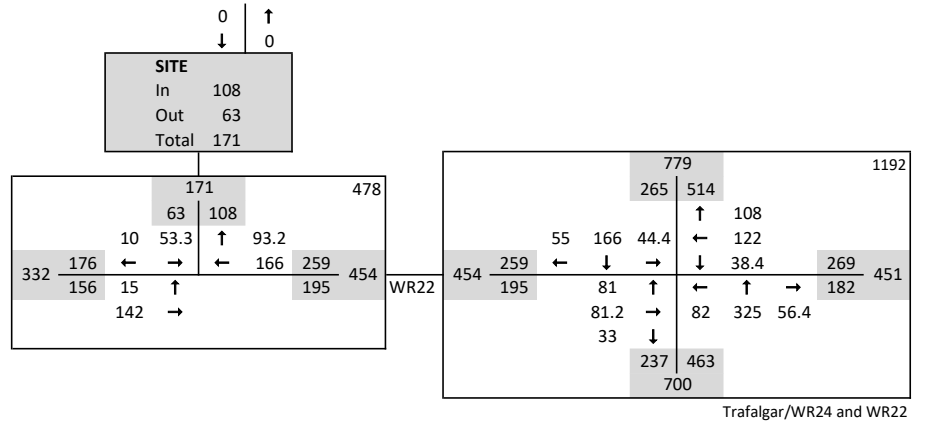 0 ↑
↓ 0
SITE
In 108
Out 63
Total 171
171 478
63 108
10 53.3 ↑ 93.2
332 176 ← → ← 166 259 454
156 15 ↑ 195
142 →
WR22
779 1192
265 514
↑ 108
55 166 44.4 ← 122
454 259 ← ↓ → ↓ 38.4 269 451
195 81 ↑ ← ↑ → 182
81.2 → 82 325 56.4
33 ↓
237 463
700
Trafalgar/WR24 and WR22